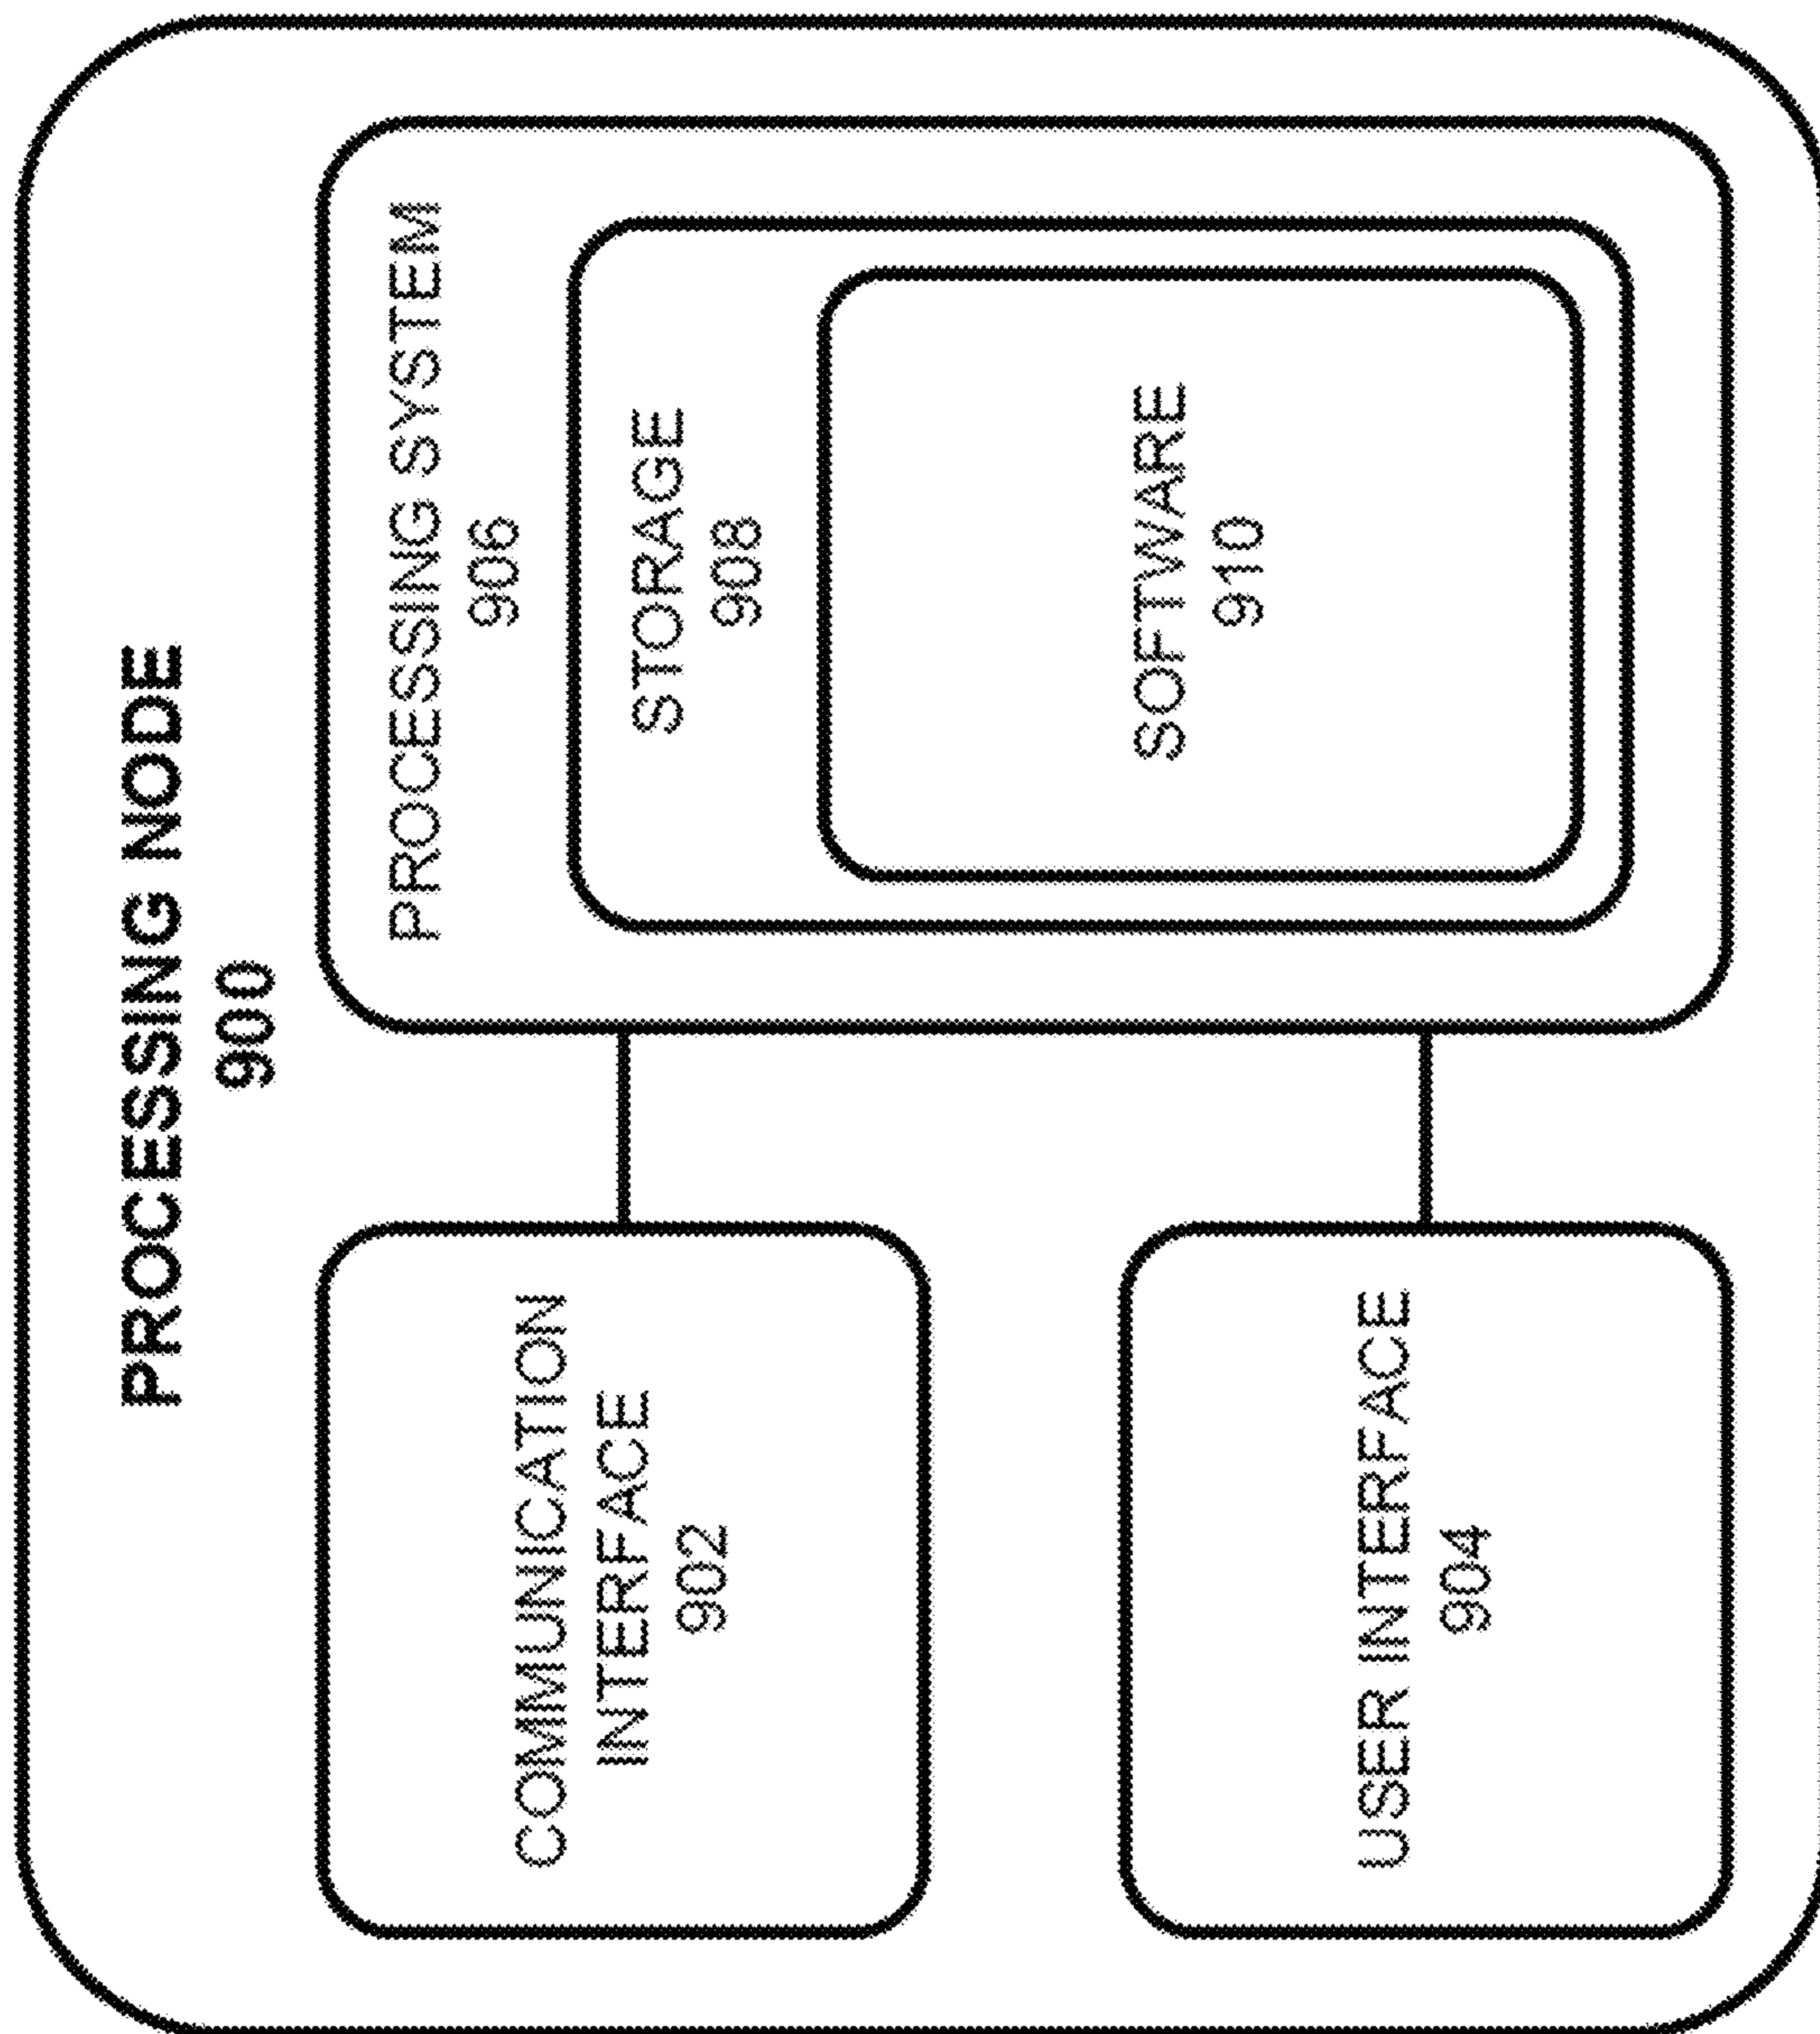 PROCESSING NODE
900
COMMUNICATION
INTERFACE
902
USER INTERFACE
904
PROCESSING SYSTEM
906
STORAGE
908
SOFTWARE
910